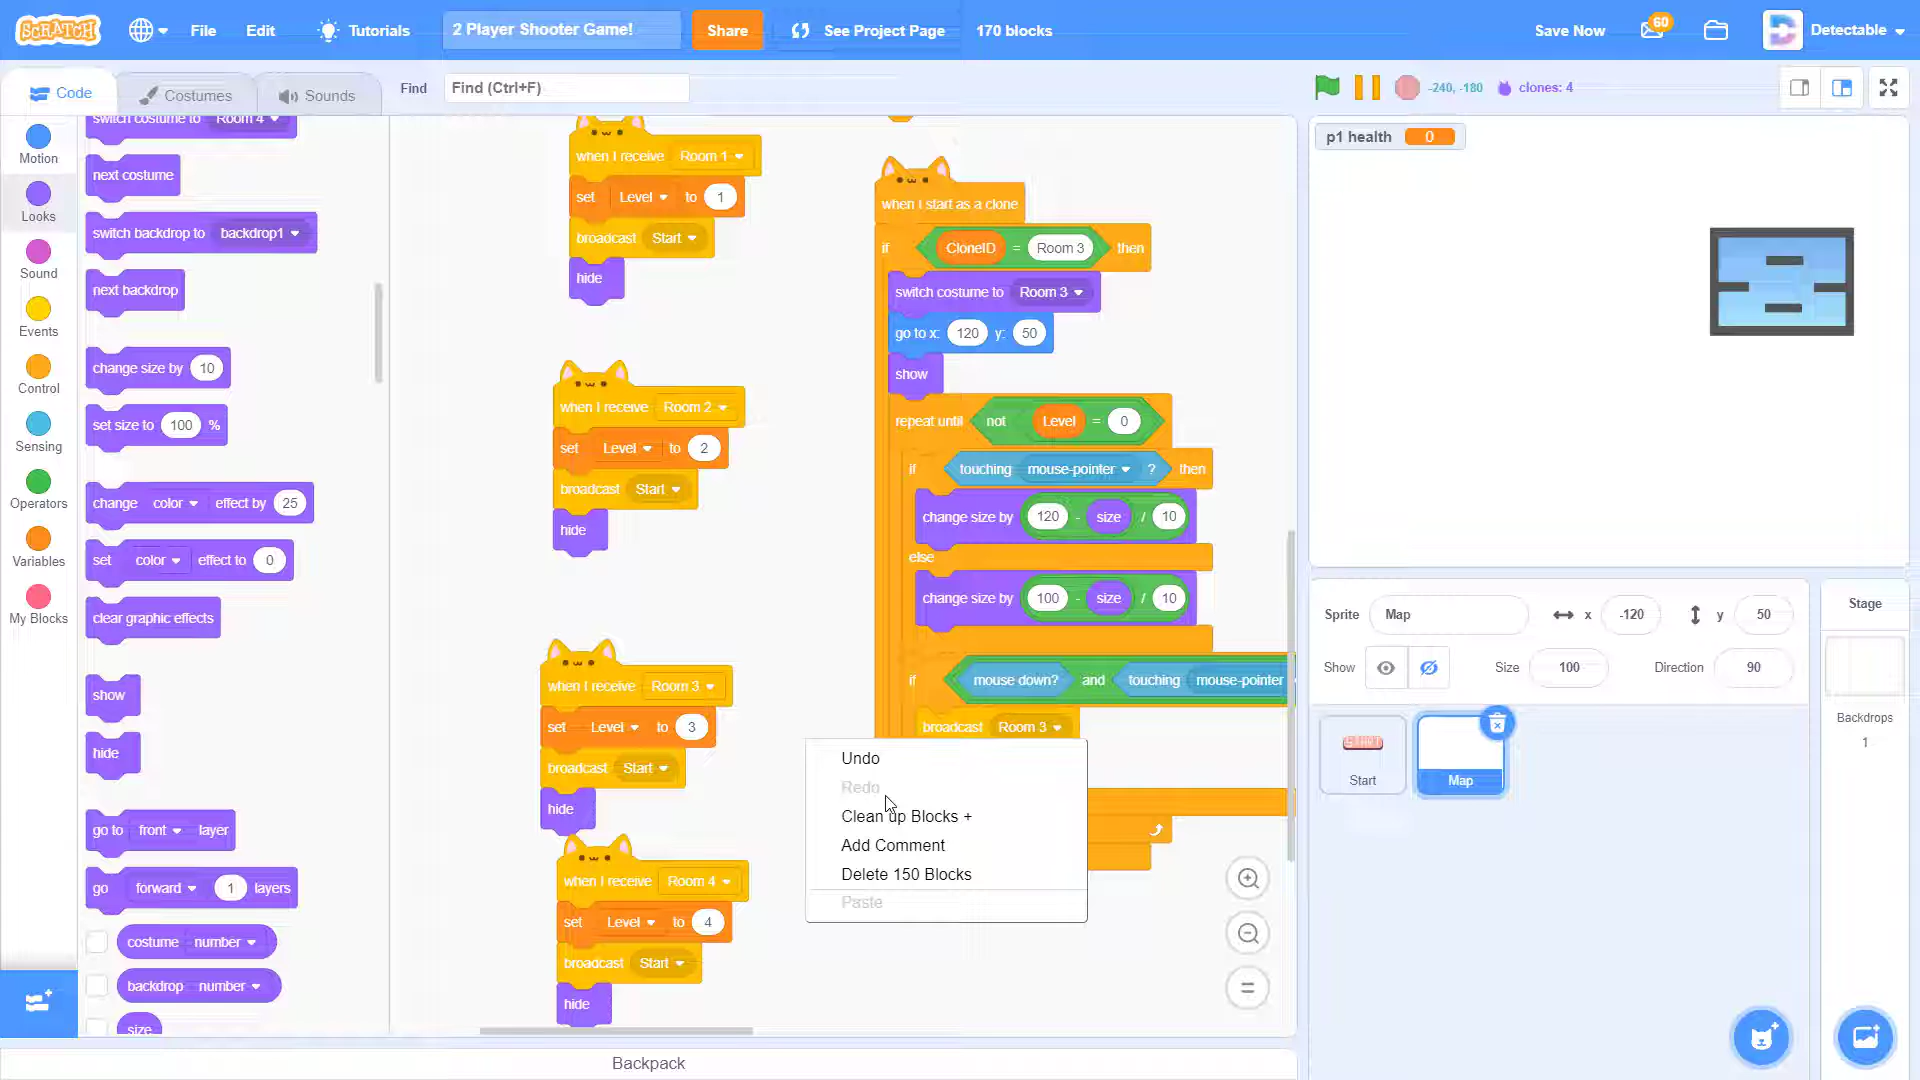 SCRATCH File Edit Tutorials 2 Player Shooter Game! Share See Project Page 170 blocks Save Now 60 Detectable
Code Costumes Sounds Find Find (Ctrl+F) -240, -180 clones: 4
Motion
Looks
Sound
Events
Control
Sensing
Operators
Variables
My Blocks
switch costume to Room 4
next costume
switch backdrop to backdrop1
next backdrop
change size by 10
set size to 100 %
change color effect by 25
set color effect to 0
clear graphic effects
show
hide
go to front layer
go forward 1 layers
costume number
backdrop number
size
when I receive Room 1
set Level to 1
broadcast Start
hide
when I receive Room 2
set Level to 2
broadcast Start
hide
when I receive Room 3
set Level to 3
broadcast Start
hide
when I receive Room 4
set Level to 4
broadcast Start
hide
when I start as a clone
if CloneID = Room 3 then
switch costume to Room 3
go to x: 120 y: 50
show
repeat until not Level = 0
if touching mouse-pointer ? then
change size by 120 - size / 10
else
change size by 100 - size / 10
if mouse down? and touching mouse-pointer
broadcast Room 3
Undo
Redo
Clean up Blocks +
Add Comment
Delete 150 Blocks
Paste
p1 health 0
Sprite Map x -120 y 50
Show Size 100 Direction 90
START
Start
Map
Stage
Backdrops
1
Backpack